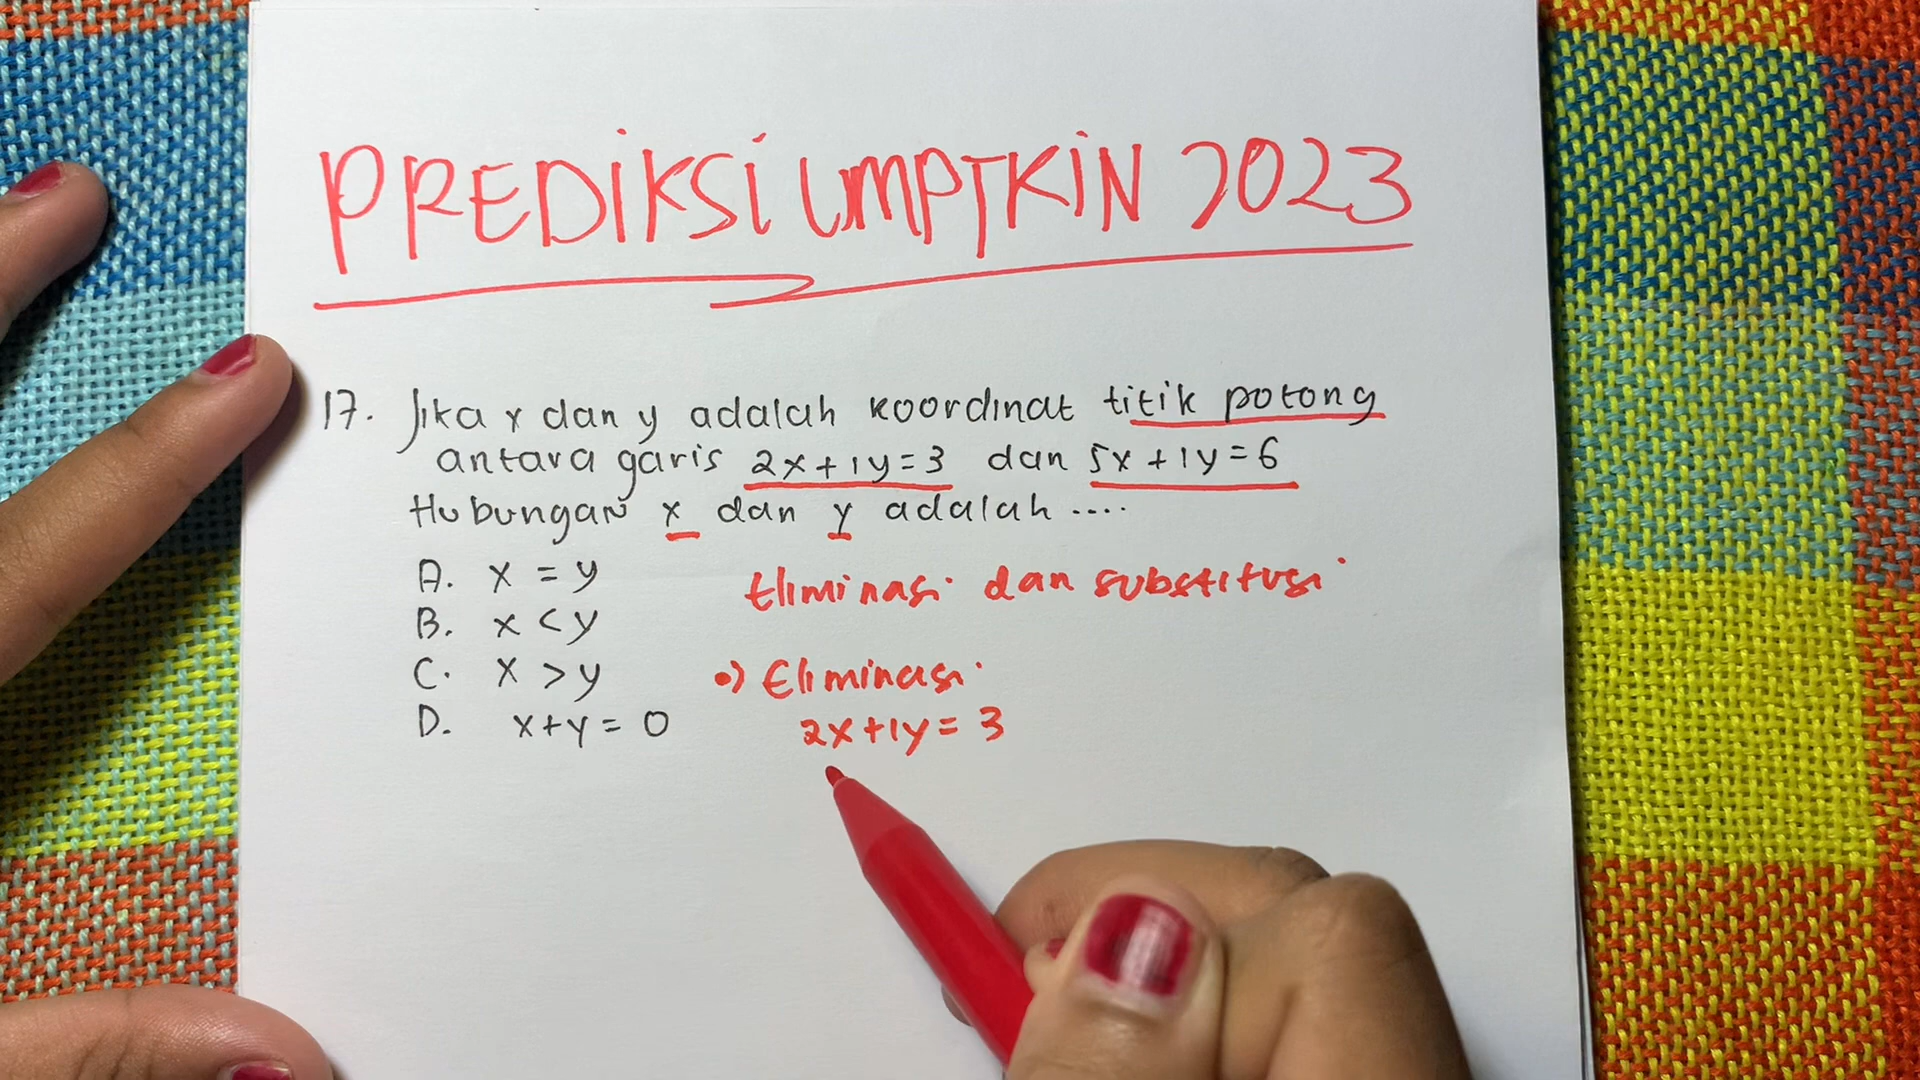 PREDIKSI UMPTKIN 2023
17. Jika x dan y adalah koordinat titik potong
antara garis 2x+1y=3 dan 5x+1y=6
Hubungan x dan y adalah ....
A. x = y
B. x < y
C. x > y
D. x+y = 0
Eliminasi dan substitusi
•) Eliminasi
2x+1y = 3